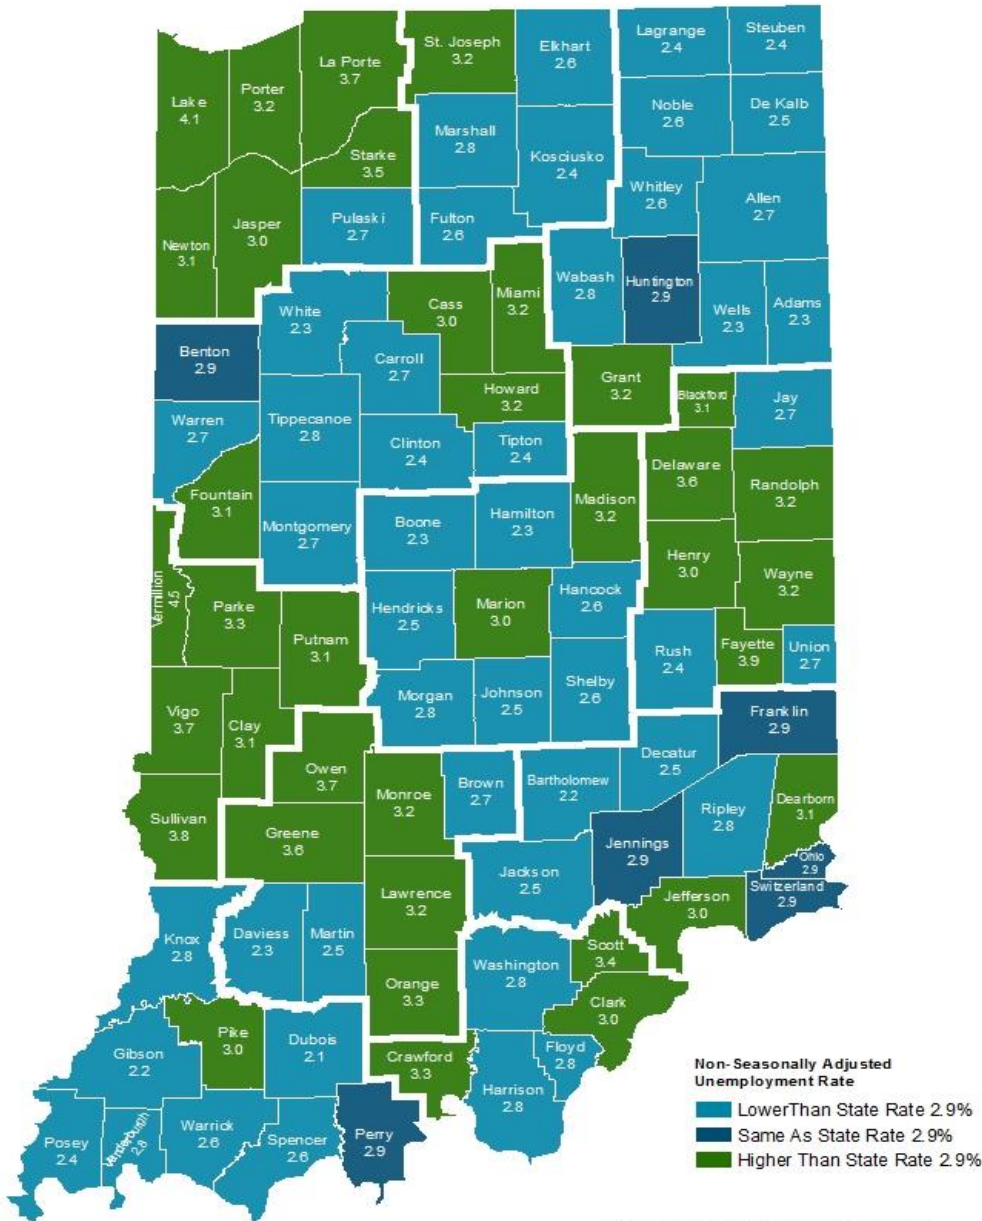 Lake
4.1
Porter
3.2
La Porte
3.7
St. Joseph
3.2
Elkhart
2.6
Lagrange
2.4
Steuben
2.4
Noble
2.6
De Kalb
2.5
Marshall
2.8
Kosciusko
2.4
Starke
3.5
Whitley
2.6
Allen
2.7
Newton
3.1
Jasper
3.0
Pulaski
2.7
Fulton
2.6
Wabash
2.8
Huntington
2.9
Wells
2.3
Adams
2.3
White
2.3
Cass
3.0
Miami
3.2
Benton
2.9
Carroll
2.7
Howard
3.2
Grant
3.2
Blackford
3.1
Jay
2.7
Warren
2.7
Tippecanoe
2.8
Clinton
2.4
Tipton
2.4
Delaware
3.6
Randolph
3.2
Fountain
3.1
Montgomery
2.7
Boone
2.3
Hamilton
2.3
Madison
3.2
Henry
3.0
Wayne
3.2
Vermillion
4.5
Parke
3.3
Putnam
3.1
Hendricks
2.5
Marion
3.0
Hancock
2.6
Rush
2.4
Fayette
3.9
Union
2.7
Vigo
3.7
Clay
3.1
Morgan
2.8
Johnson
2.5
Shelby
2.6
Franklin
2.9
Owen
3.7
Monroe
3.2
Brown
2.7
Bartholomew
2.2
Decatur
2.5
Ripley
2.8
Dearborn
3.1
Sullivan
3.8
Greene
3.6
Jackson
2.5
Jennings
2.9
Ohio
2.9
Switzerland
2.9
Jefferson
3.0
Lawrence
3.2
Knox
2.8
Daviess
2.3
Martin
2.5
Washington
2.8
Scott
3.4
Orange
3.3
Clark
3.0
Pike
3.0
Dubois
2.1
Gibson
2.2
Crawford
3.3
Floyd
2.8
Harrison
2.8
Posey
2.4
Vanderburgh
2.8
Warrick
2.6
Spencer
2.6
Perry
2.9
Non-Seasonally Adjusted
Unemployment Rate
LowerThan State Rate 2.9%
Same As State Rate 2.9%
Higher Than State Rate 2.9%